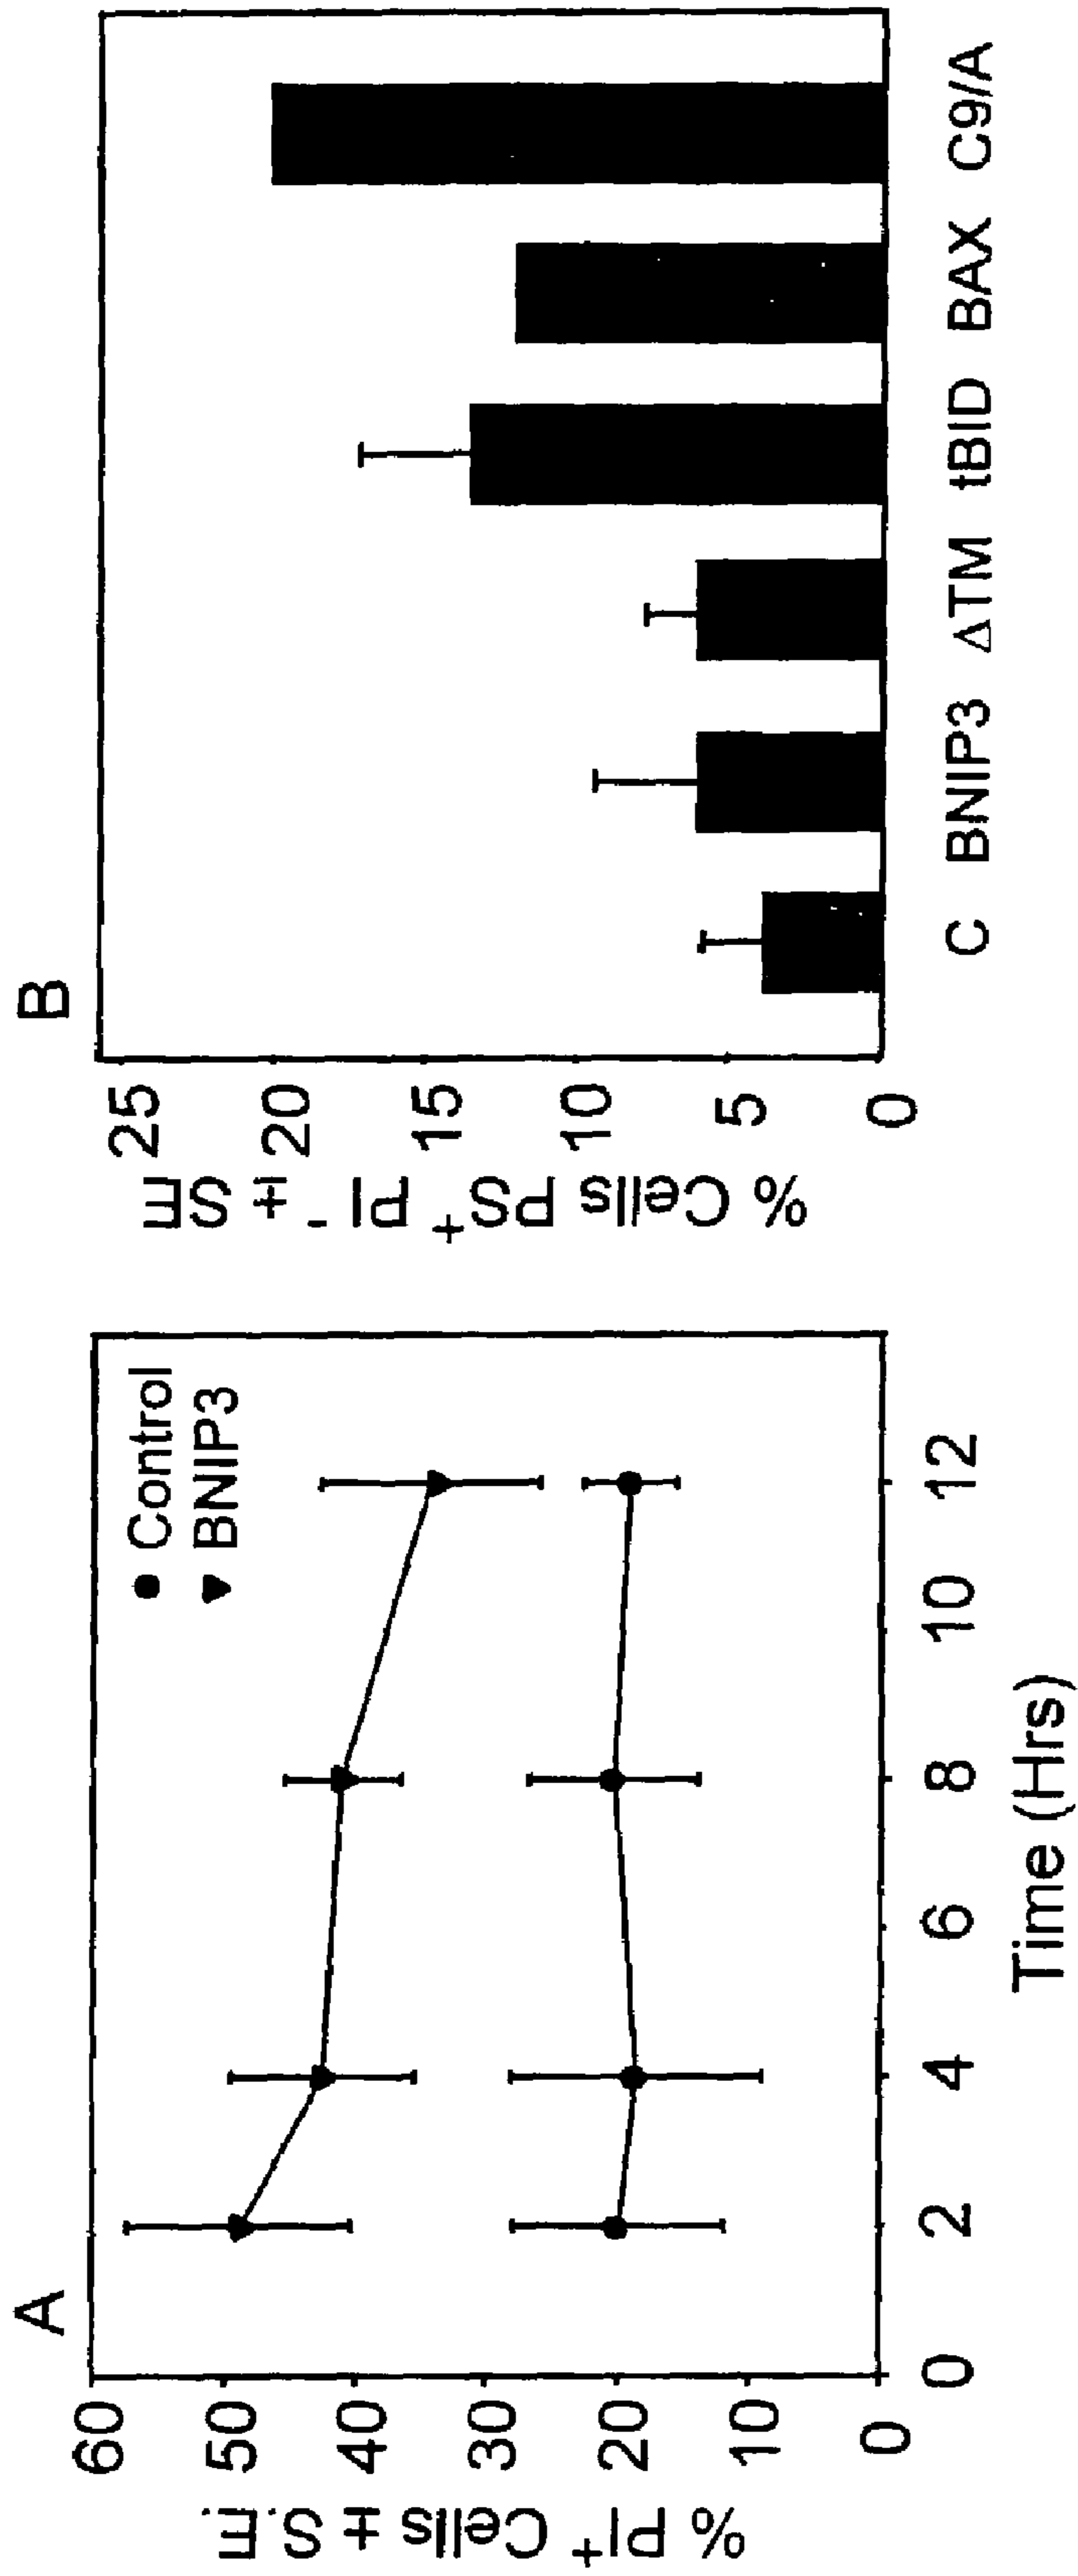 A
% PI+ Cells ± S.E.
60
50
40
30
20
10
0
0 2 4 6 8 10 12
Time (Hrs)
Control
BNIP3
B
% Cells PS+ PI- ± SE
25
20
15
10
5
0
C BNIP3 ΔTM tBID BAX C9/A